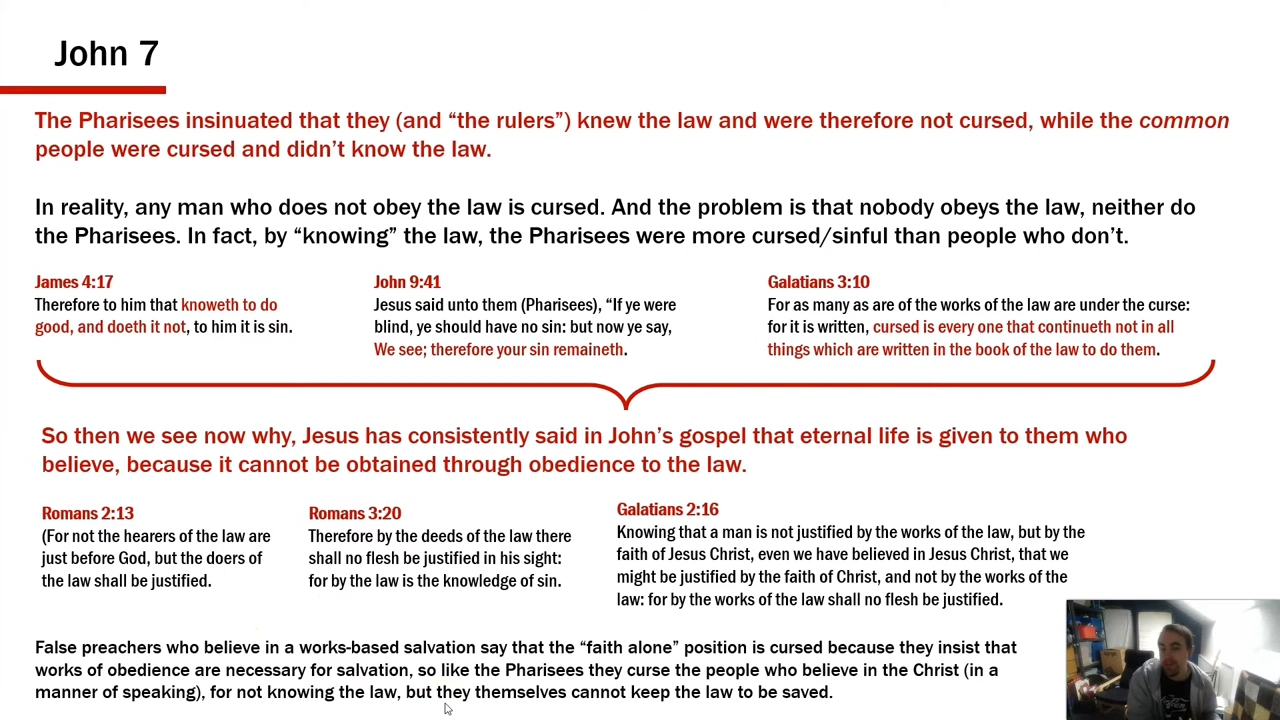 John 7
The Pharisees insinuated that they (and “the rulers”) knew the law and were therefore not cursed, while the common
people were cursed and didn’t know the law.
In reality, any man who does not obey the law is cursed. And the problem is that nobody obeys the law, neither do
the Pharisees. In fact, by “knowing” the law, the Pharisees were more cursed/sinful than people who don’t.
James 4:17
Therefore to him that knoweth to do
good, and doeth it not, to him it is sin.
John 9:41
Jesus said unto them (Pharisees), “If ye were
blind, ye should have no sin: but now ye say,
We see; therefore your sin remaineth.
Galatians 3:10
For as many as are of the works of the law are under the curse:
for it is written, cursed is every one that continueth not in all
things which are written in the book of the law to do them.
So then we see now why, Jesus has consistently said in John’s gospel that eternal life is given to them who
believe, because it cannot be obtained through obedience to the law.
Romans 2:13
(For not the hearers of the law are
just before God, but the doers of
the law shall be justified.
Romans 3:20
Therefore by the deeds of the law there
shall no flesh be justified in his sight:
for by the law is the knowledge of sin.
Galatians 2:16
Knowing that a man is not justified by the works of the law, but by the
faith of Jesus Christ, even we have believed in Jesus Christ, that we
might be justified by the faith of Christ, and not by the works of the
law: for by the works of the law shall no flesh be justified.
False preachers who believe in a works-based salvation say that the “faith alone” position is cursed because they insist that
works of obedience are necessary for salvation, so like the Pharisees they curse the people who believe in the Christ (in a
manner of speaking), for not knowing the law, but they themselves cannot keep the law to be saved.